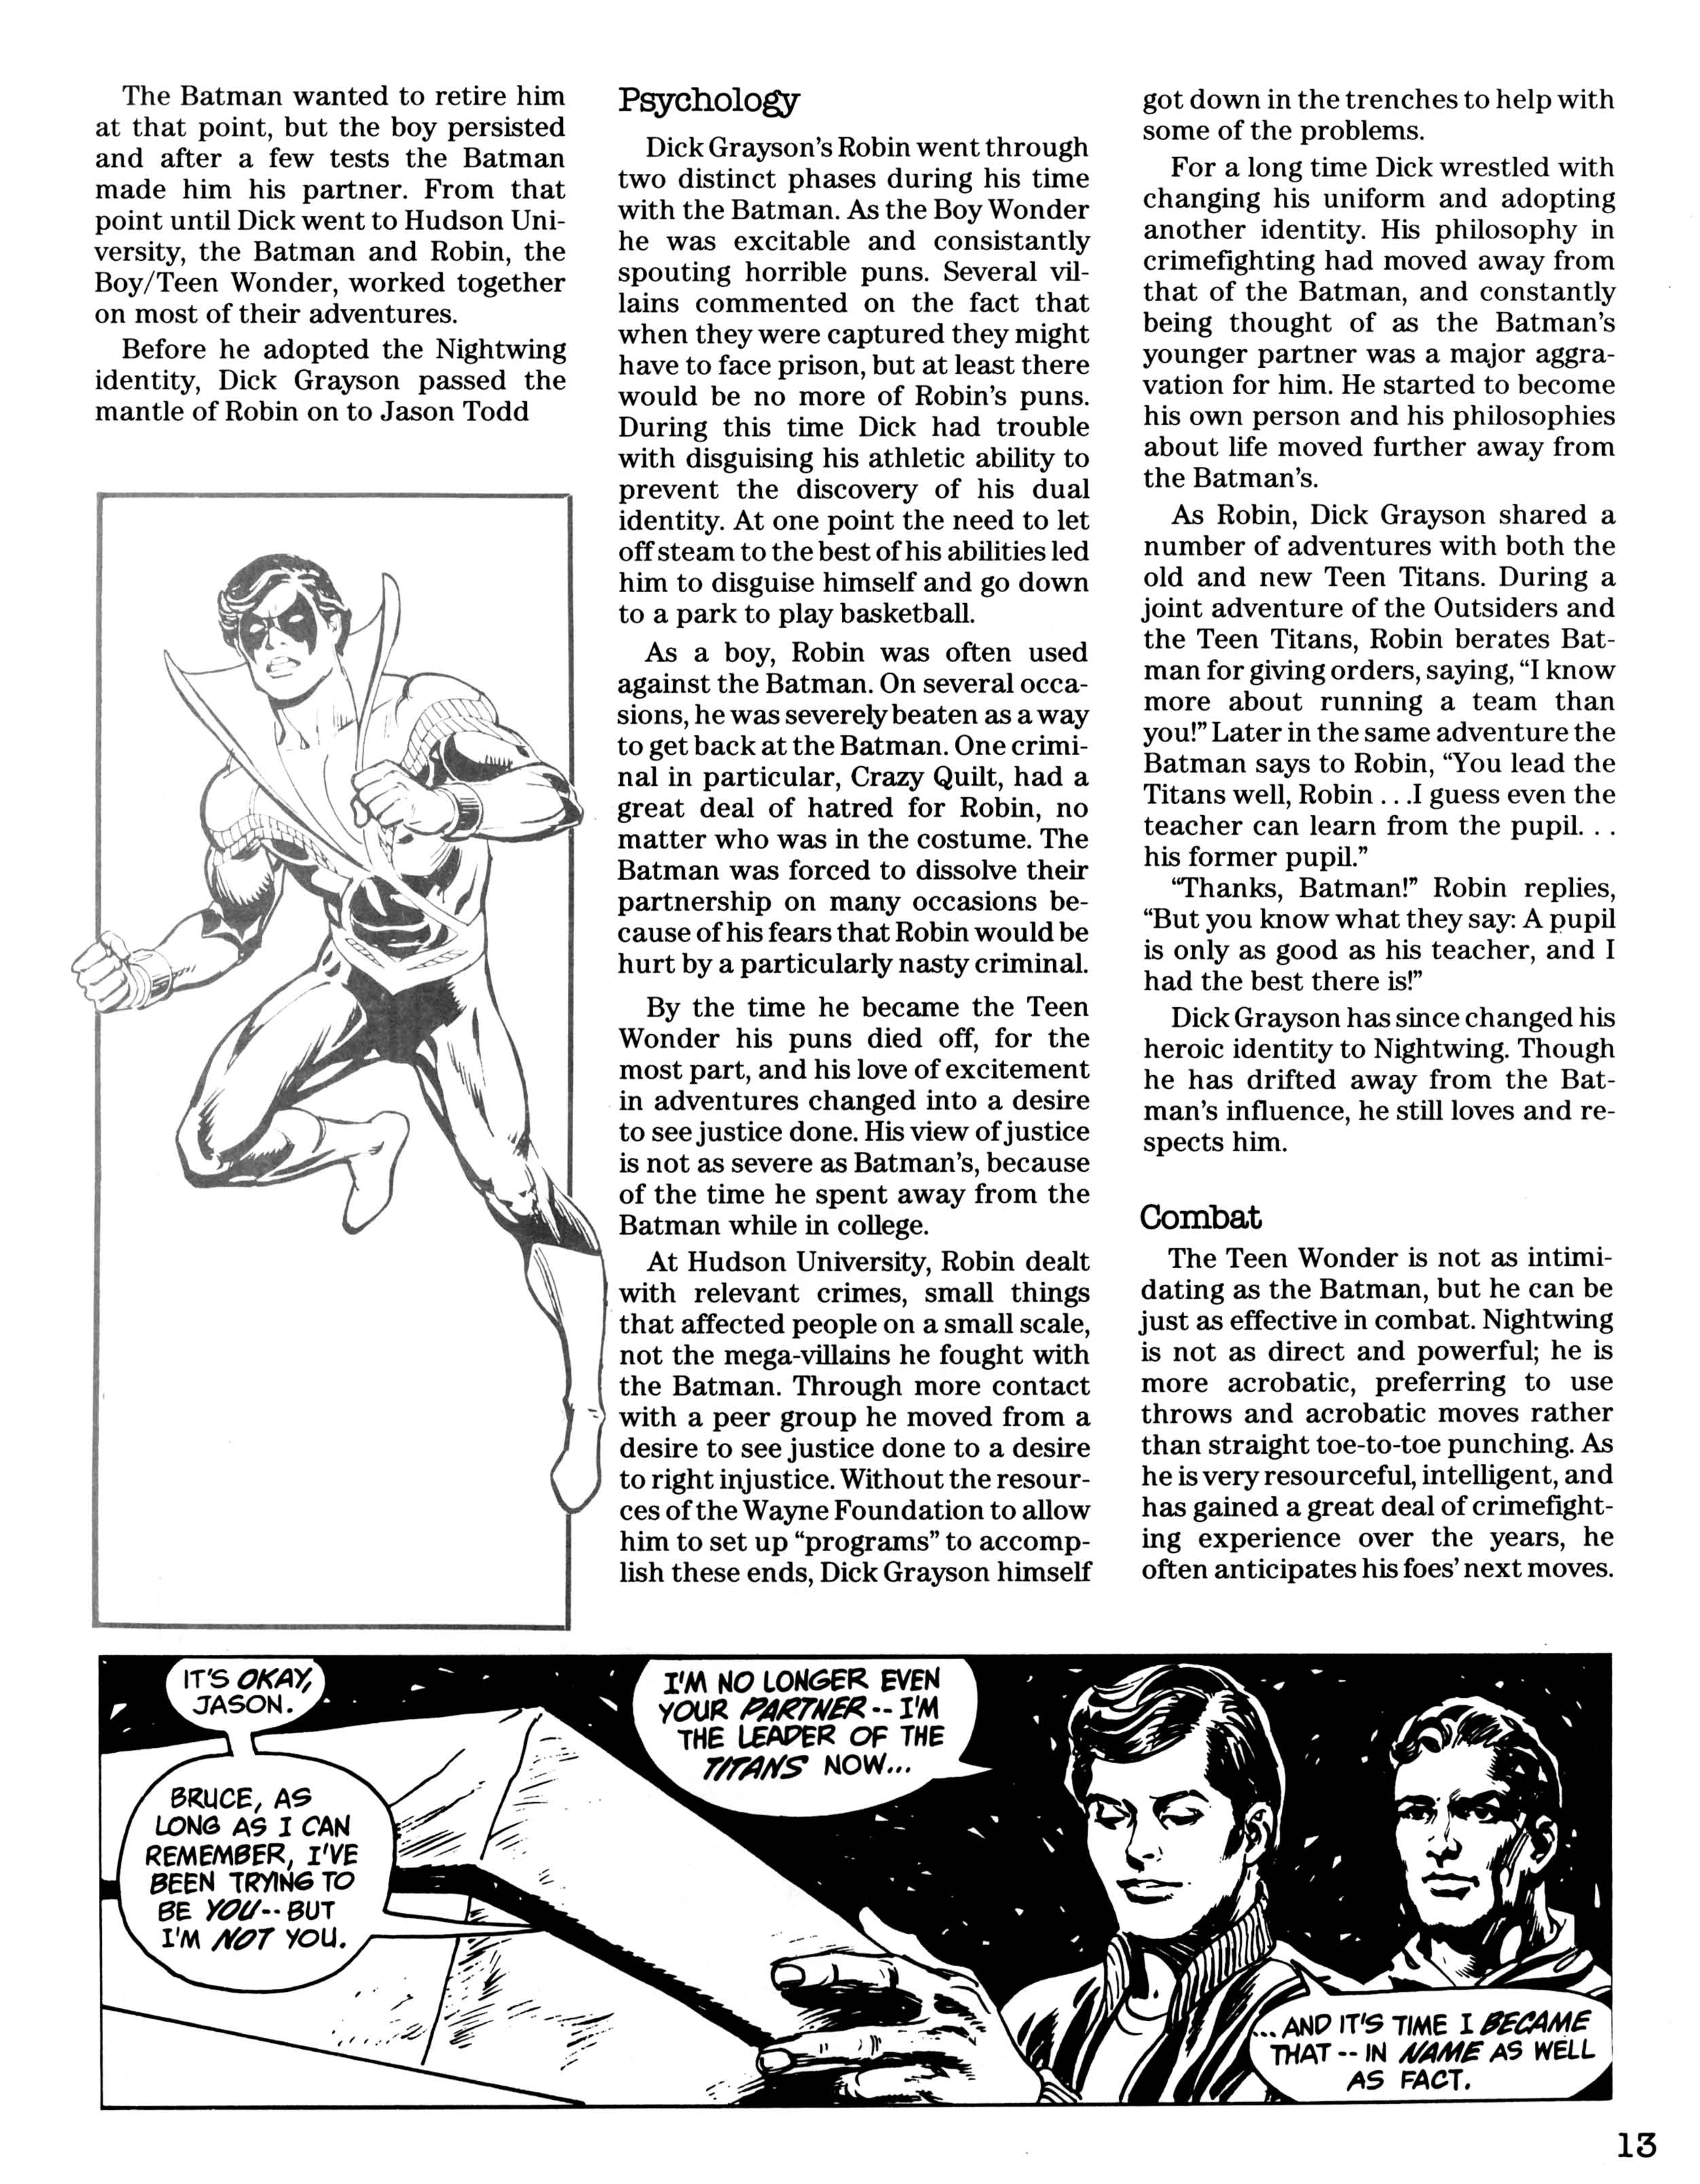 The Batman wanted to retire him
at that point, but the boy persisted
and after a few tests the Batman
made him his partner. From that
point until Dick went to Hudson Uni-
versity, the Batman and Robin, the
Boy/Teen Wonder, worked together
on most of their adventures.
Before he adopted the Nightwing
identity, Dick Grayson passed the
mantle of Robin on to Jason Todd
Psychology
Dick Grayson's Robin went through
two distinct phases during his time
with the Batman. As the Boy Wonder
he was excitable and consistantly
spouting horrible puns. Several vil-
lains commented on the fact that
when they were captured they might
have to face prison, but at least there
would be no more of Robin's puns.
During this time Dick had trouble
with disguising his athletic ability to
prevent the discovery of his dual
identity. At one point the need to let
off steam to the best of his abilities led
him to disguise himself and go down
to a park to play basketball.
As a boy, Robin was often used
against the Batman. On several occa-
sions, he was severely beaten as a way
to get back at the Batman. One crimi-
nal in particular, Crazy Quilt, had a
great deal of hatred for Robin, no
matter who was in the costume. The
Batman was forced to dissolve their
partnership on many occasions be-
cause of his fears that Robin would be
hurt by a particularly nasty criminal.
By the time he became the Teen
Wonder his puns died off, for the
most part, and his love of excitement
in adventures changed into a desire
to see justice done. His view of justice
is not as severe as Batman's, because
of the time he spent away from the
Batman while in college.
At Hudson University, Robin dealt
with relevant crimes, small things
that affected people on a small scale,
not the mega-villains he fought with
the Batman. Through more contact
with a peer group he moved from a
desire to see justice done to a desire
to right injustice. Without the resour-
ces of the Wayne Foundation to allow
him to set up "programs" to accomp-
lish these ends, Dick Grayson himself
got down in the trenches to help with
some of the problems.
For a long time Dick wrestled with
changing his uniform and adopting
another identity. His philosophy in
crimefighting had moved away from
that of the Batman, and constantly
being thought of as the Batman's
younger partner was a major aggra-
vation for him. He started to become
his own person and his philosophies
about life moved further away from
the Batman's.
As Robin, Dick Grayson shared a
number of adventures with both the
old and new Teen Titans. During a
joint adventure of the Outsiders and
the Teen Titans, Robin berates Bat-
man for giving orders, saying, "I know
more about running a team than
you!" Later in the same adventure the
Batman says to Robin, "You lead the
Titans well, Robin . . .I guess even the
teacher can learn from the pupil. . .
his former pupil."
"Thanks, Batman!" Robin replies,
"But you know what they say: A pupil
is only as good as his teacher, and I
had the best there is!"
Dick Grayson has since changed his
heroic identity to Nightwing. Though
he has drifted away from the Bat-
man's influence, he still loves and re-
spects him.
Combat
The Teen Wonder is not as intimi-
dating as the Batman, but he can be
just as effective in combat. Nightwing
is not as direct and powerful; he is
more acrobatic, preferring to use
throws and acrobatic moves rather
than straight toe-to-toe punching. As
he is very resourceful, intelligent, and
has gained a great deal of crimefight-
ing experience over the years, he
often anticipates his foes' next moves.
IT'S OKAY,
JASON.
BRUCE, AS
LONG AS I CAN
REMEMBER, I'VE
BEEN TRYING TO
BE YOU-- BUT
I'M NOT YOU.
I'M NO LONGER EVEN
YOUR PARTNER -- I'M
THE LEADER OF THE
TITANS NOW...
... AND IT'S TIME I BECAME
THAT -- IN NAME AS WELL
AS FACT.
13